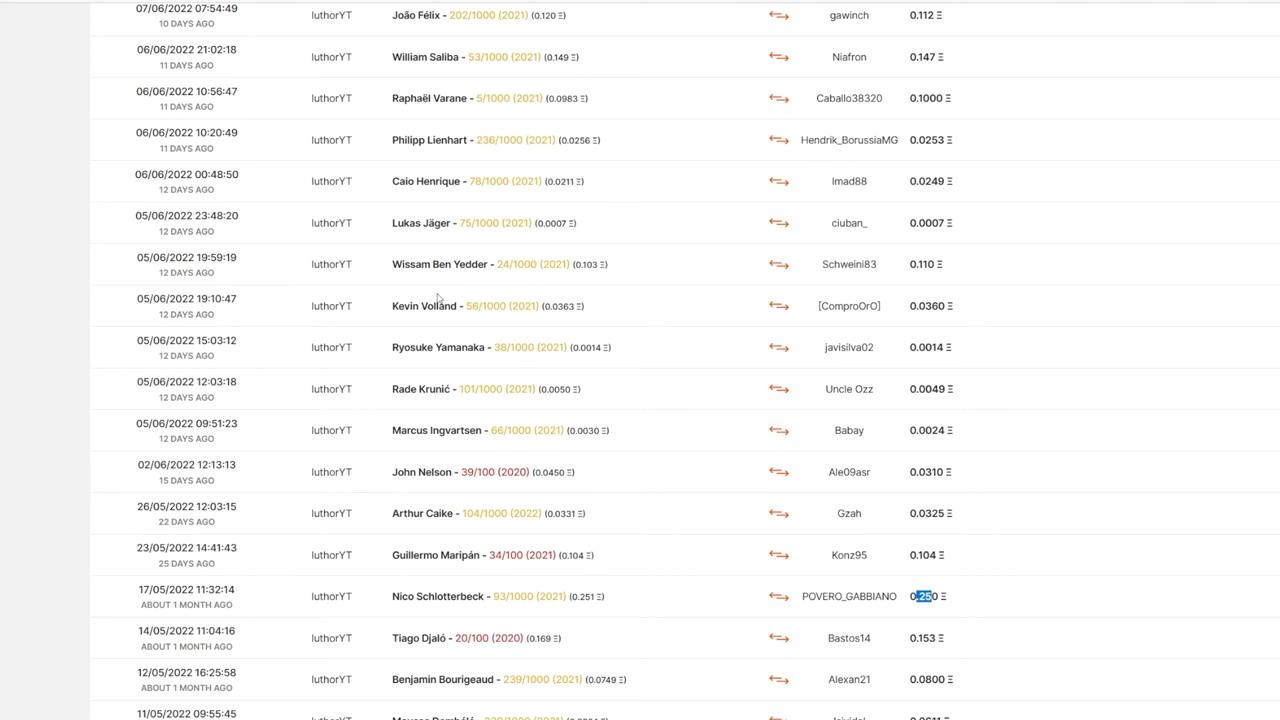 07/06/2022 07:54:49 luthorYT João Félix - 202/1000 (2021) (0.120 Ξ) gawinch 0.112 Ξ
10 DAYS AGO
06/06/2022 21:02:18 luthorYT William Saliba - 53/1000 (2021) (0.149 Ξ) Niafron 0.147 Ξ
11 DAYS AGO
06/06/2022 10:56:47 luthorYT Raphaël Varane - 5/1000 (2021) (0.0983 Ξ) Caballo38320 0.1000 Ξ
11 DAYS AGO
06/06/2022 10:20:49 luthorYT Philipp Lienhart - 236/1000 (2021) (0.0256 Ξ) Hendrik_BorussiaMG 0.0253 Ξ
11 DAYS AGO
06/06/2022 00:48:50 luthorYT Caio Henrique - 78/1000 (2021) (0.0211 Ξ) lmad88 0.0249 Ξ
12 DAYS AGO
05/06/2022 23:48:20 luthorYT Lukas Jäger - 75/1000 (2021) (0.0007 Ξ) ciuban_ 0.0007 Ξ
12 DAYS AGO
05/06/2022 19:59:19 luthorYT Wissam Ben Yedder - 24/1000 (2021) (0.103 Ξ) Schweini83 0.110 Ξ
12 DAYS AGO
05/06/2022 19:10:47 luthorYT Kevin Volland - 56/1000 (2021) (0.0363 Ξ) [ComproOrO] 0.0360 Ξ
12 DAYS AGO
05/06/2022 15:03:12 luthorYT Ryosuke Yamanaka - 38/1000 (2021) (0.0014 Ξ) javisilva02 0.0014 Ξ
12 DAYS AGO
05/06/2022 12:03:18 luthorYT Rade Krunić - 101/1000 (2021) (0.0050 Ξ) Uncle Ozz 0.0049 Ξ
12 DAYS AGO
05/06/2022 09:51:23 luthorYT Marcus Ingvartsen - 66/1000 (2021) (0.0030 Ξ) Babay 0.0024 Ξ
12 DAYS AGO
02/06/2022 12:13:13 luthorYT John Nelson - 39/100 (2020) (0.0450 Ξ) Ale09asr 0.0310 Ξ
15 DAYS AGO
26/05/2022 12:03:15 luthorYT Arthur Caike - 104/1000 (2022) (0.0331 Ξ) Gzah 0.0325 Ξ
22 DAYS AGO
23/05/2022 14:41:43 luthorYT Guillermo Maripán - 34/100 (2021) (0.104 Ξ) Konz95 0.104 Ξ
25 DAYS AGO
17/05/2022 11:32:14 luthorYT Nico Schlotterbeck - 93/1000 (2021) (0.251 Ξ) POVERO_GABBIANO 0.250 Ξ
ABOUT 1 MONTH AGO
14/05/2022 11:04:16 luthorYT Tiago Djaló - 20/100 (2020) (0.169 Ξ) Bastos14 0.153 Ξ
ABOUT 1 MONTH AGO
12/05/2022 16:25:58 luthorYT Benjamin Bourigeaud - 239/1000 (2021) (0.0749 Ξ) Alexan21 0.0800 Ξ
ABOUT 1 MONTH AGO
11/05/2022 09:55:45 luthorYT